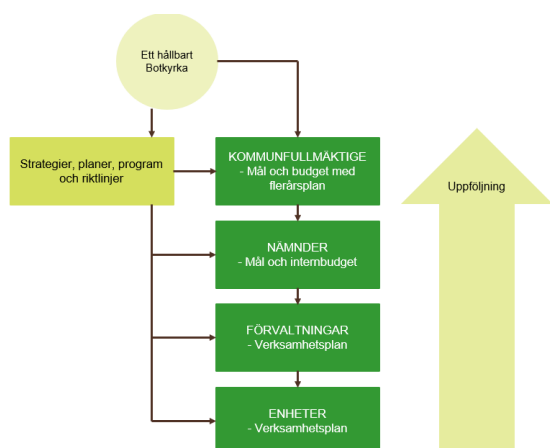 Ett hållbart
Botkyrka
Strategier, planer, program
och riktlinjer
KOMMUNFULLMÄKTIGE
- Mål och budget med
flerårsplan
Uppföljning
NÄMNDER
- Mål och internbudget
FÖRVALTNINGAR
- Verksamhetsplan
ENHETER
- Verksamhetsplan